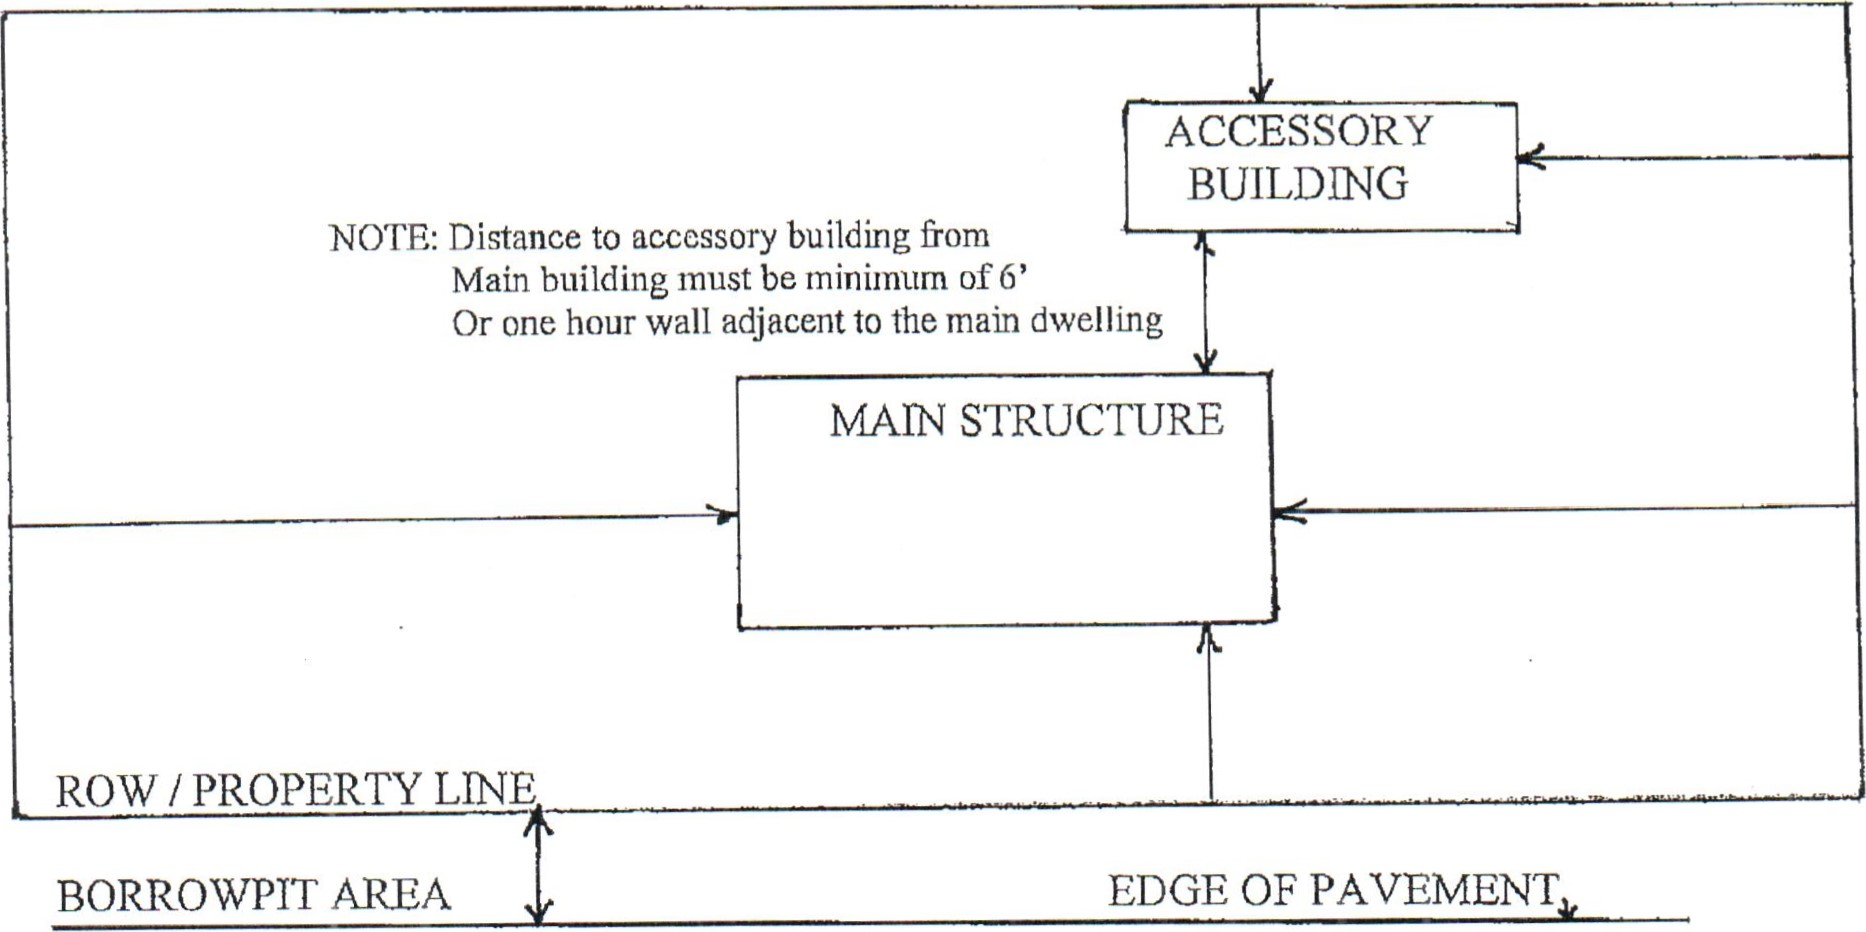 ACCESSORY
BUILDING
NOTE: Distance to accessory building from
Main building must be minimum of 6’
Or one hour wall adjacent to the main dwelling
MAIN STRUCTURE
ROW / PROPERTY LINE
BORROWPIT AREA
EDGE OF PAVEMENT